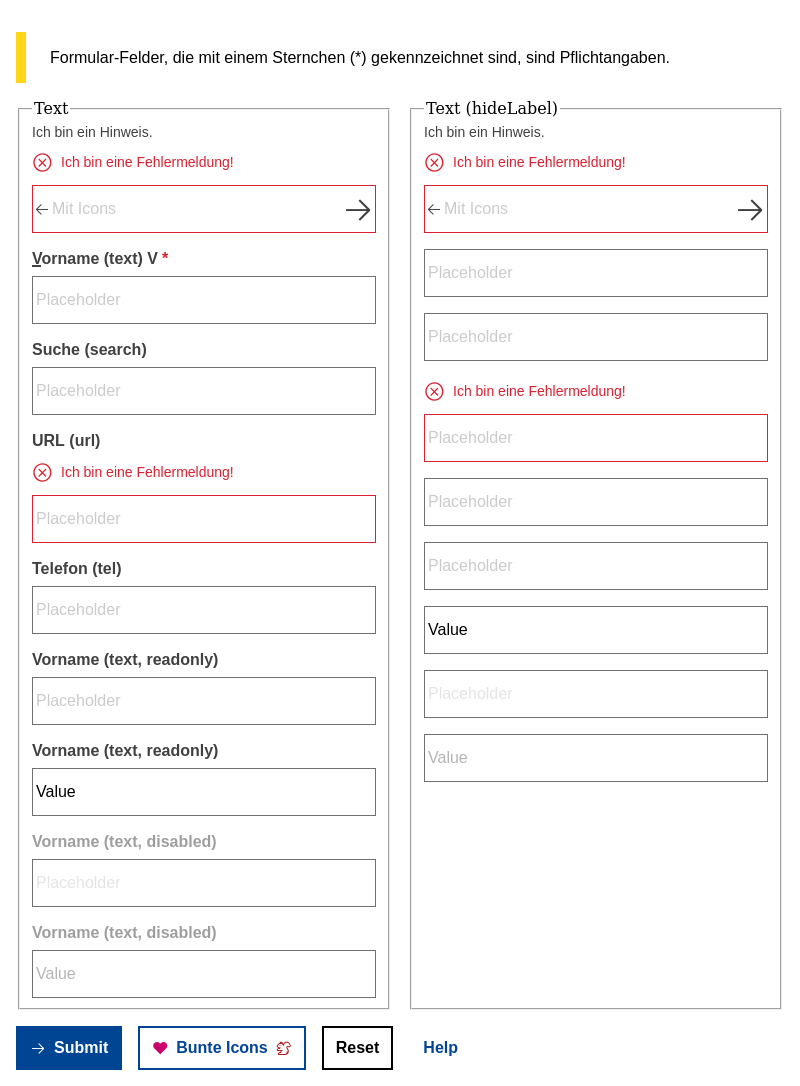 Formular-Felder, die mit einem Sternchen (*) gekennzeichnet sind, sind Pflichtangaben.
Text
Ich bin ein Hinweis.
Ich bin eine Fehlermeldung!
Mit Icons
Vorname (text) V *
Placeholder
Suche (search)
Placeholder
URL (url)
Ich bin eine Fehlermeldung!
Placeholder
Telefon (tel)
Placeholder
Vorname (text, readonly)
Placeholder
Vorname (text, readonly)
Value
Vorname (text, disabled)
Placeholder
Vorname (text, disabled)
Value
Text (hideLabel)
Ich bin ein Hinweis.
Ich bin eine Fehlermeldung!
Mit Icons
Placeholder
Placeholder
Ich bin eine Fehlermeldung!
Placeholder
Placeholder
Placeholder
Value
Placeholder
Value
Submit
Bunte Icons
Reset
Help